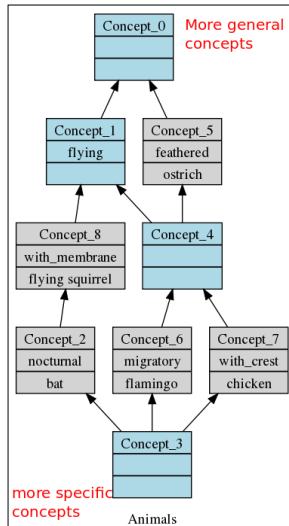 Concept_0
More general
concepts
Concept_1
flying
Concept_5
feathered
ostrich
Concept_8
with_membrane
flying squirrel
Concept_4
Concept_2
nocturnal
bat
Concept_6
migratory
flamingo
Concept_7
with_crest
chicken
Concept_3
more specific
concepts
Animals